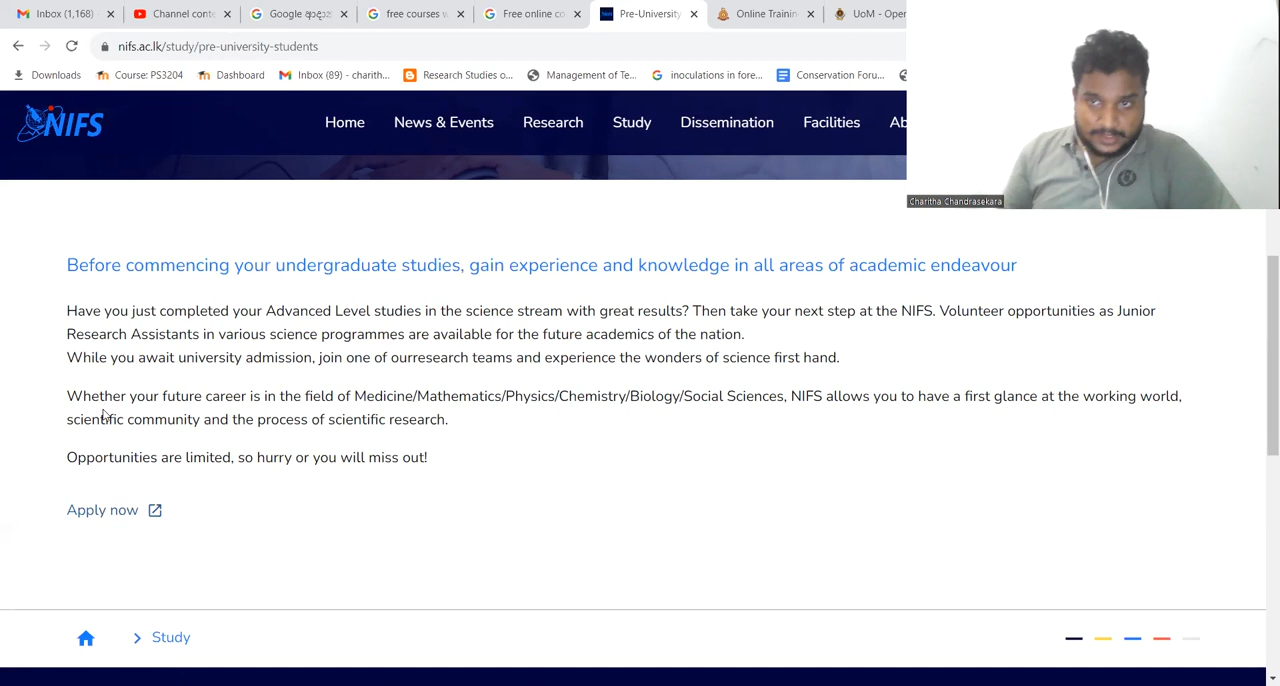 Inbox (1,168)
Channel conte
Google
free courses w
Free online co
Pre-University
Online Training
UoM - Open
nifs.ac.lk/study/pre-university-students
Downloads
Course: PS3204
Dashboard
Inbox (89) - charith...
Research Studies o...
Management of Te...
inoculations in fore...
Conservation Foru...
NIFS
Home
News & Events
Research
Study
Dissemination
Facilities
Ab
Charitha Chandrasekara
Before commencing your undergraduate studies, gain experience and knowledge in all areas of academic endeavour
Have you just completed your Advanced Level studies in the science stream with great results? Then take your next step at the NIFS. Volunteer opportunities as Junior
Research Assistants in various science programmes are available for the future academics of the nation.
While you await university admission, join one of ourresearch teams and experience the wonders of science first hand.
Whether your future career is in the field of Medicine/Mathematics/Physics/Chemistry/Biology/Social Sciences, NIFS allows you to have a first glance at the working world,
scientific community and the process of scientific research.
Opportunities are limited, so hurry or you will miss out!
Apply now
Study